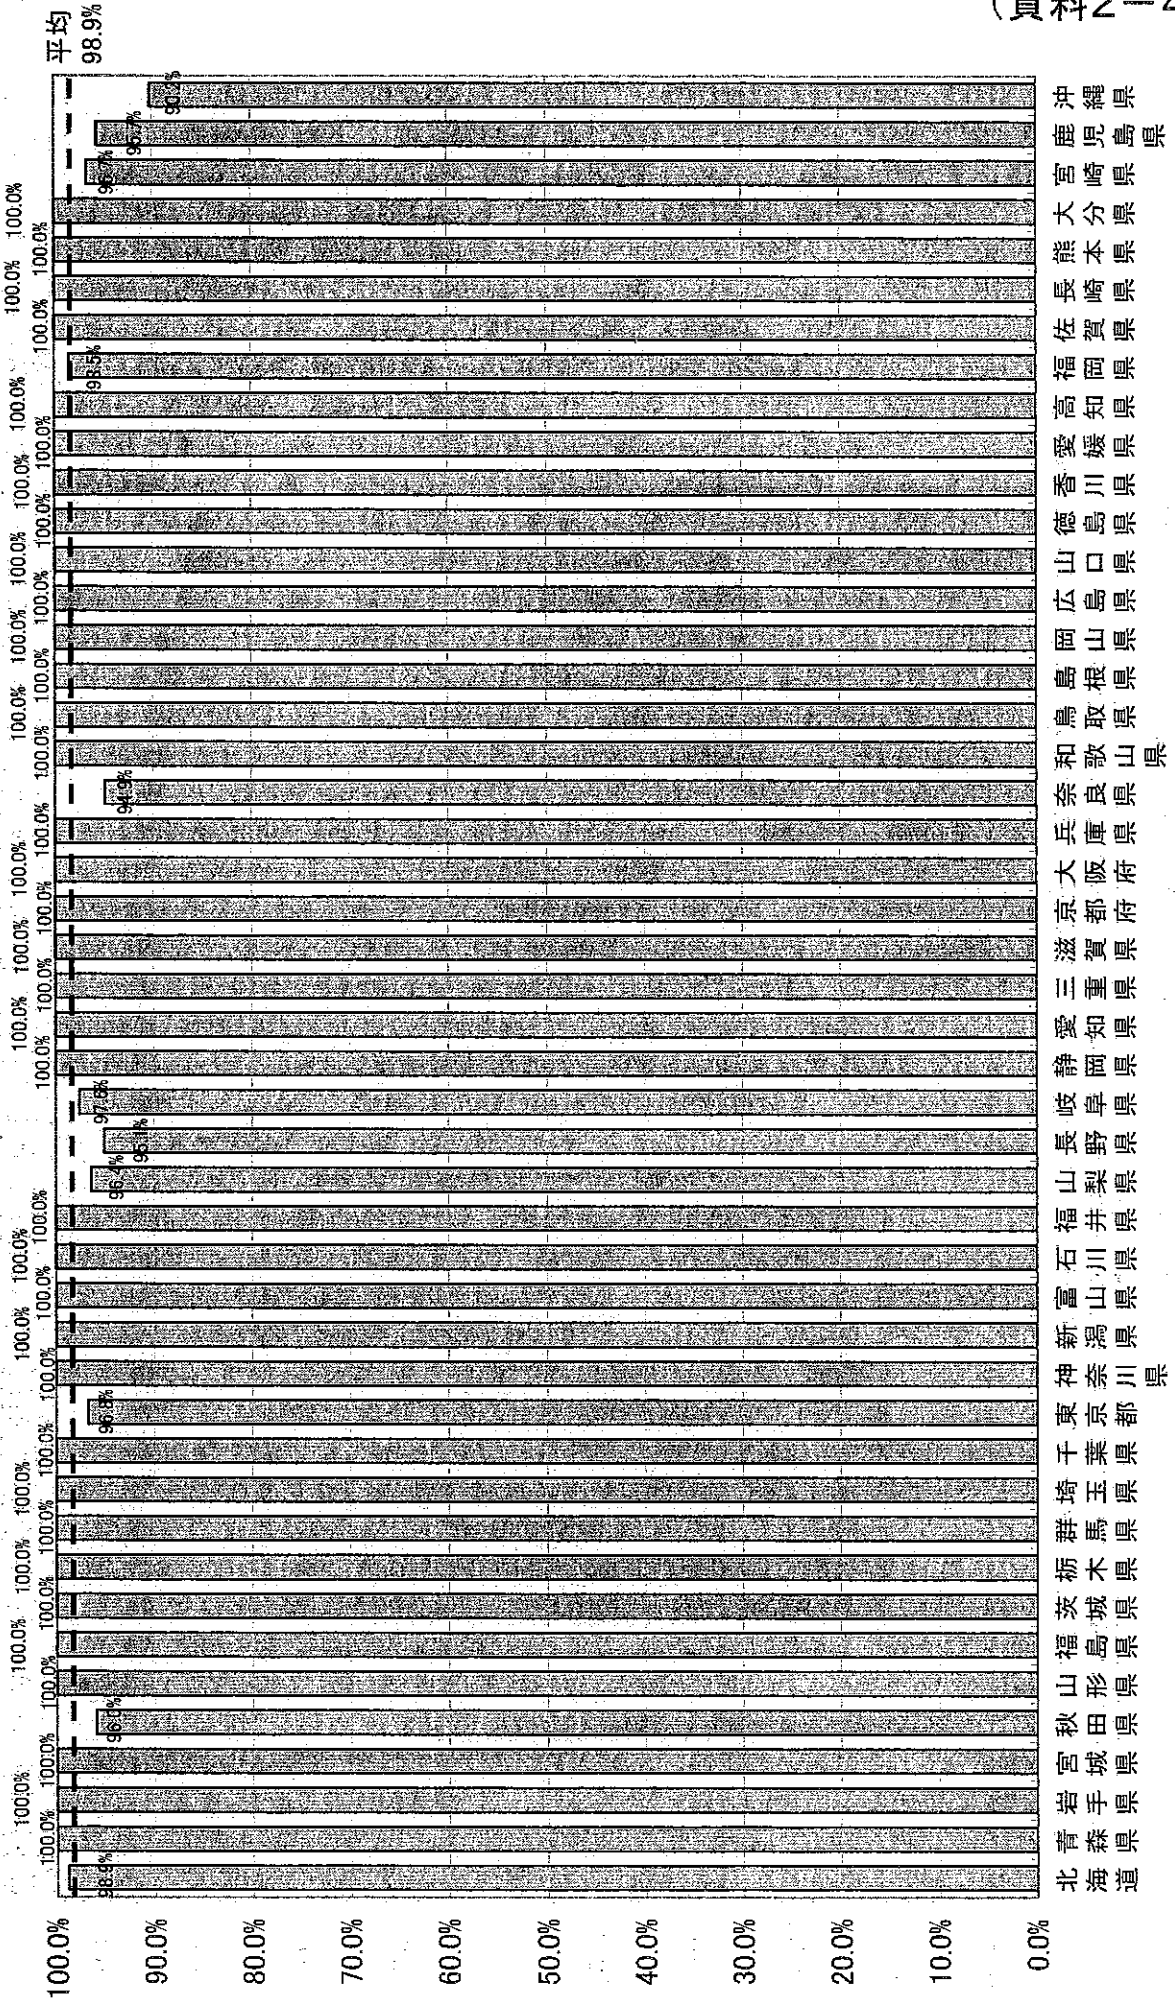 （資料2－
平均
98.9%
100.0%
90.0%
80.0%
70.0%
60.0%
50.0%
40.0%
30.0%
20.0%
10.0%
0.0%
98.9%
100.0%
100.0%
100.0%
96.0%
100.0%
100.0%
100.0%
100.0%
100.0%
100.0%
100.0%
96.8%
100.0%
100.0%
100.0%
100.0%
100.0%
96.4%
95.1%
97.6%
100.0%
100.0%
100.0%
100.0%
100.0%
100.0%
100.0%
94.9%
100.0%
100.0%
100.0%
100.0%
100.0%
100.0%
100.0%
100.0%
100.0%
100.0%
98.5%
100.0%
100.0%
100.0%
100.0%
96.7%
95.7%
90.2%
北海道
青森県
岩手県
宮城県
秋田県
山形県
福島県
茨城県
栃木県
群馬県
埼玉県
千葉県
東京都
神奈川県
新潟県
富山県
石川県
福井県
山梨県
長野県
岐阜県
静岡県
愛知県
三重県
滋賀県
京都府
大阪府
兵庫県
奈良県
和歌山県
鳥取県
島根県
岡山県
広島県
山口県
徳島県
香川県
愛媛県
高知県
福岡県
佐賀県
長崎県
熊本県
大分県
宮崎県
鹿児島県
沖縄県